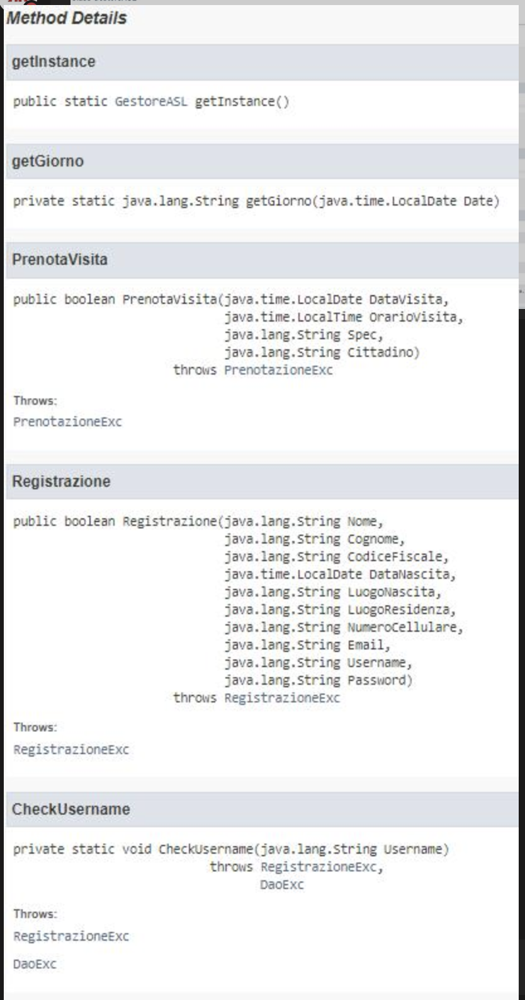 Method Details
getInstance
public static GestoreASL getInstance()
getGiorno
private static java.lang.String getGiorno(java.time.LocalDate Date)
PrenotaVisita
public boolean PrenotaVisita(java.time.LocalDate DataVisita,
java.time.LocalTime OrarioVisita,
java.lang.String Spec,
java.lang.String Cittadino)
throws PrenotazioneExc
Throws:
PrenotazioneExc
Registrazione
public boolean Registrazione(java.lang.String Nome,
java.lang.String Cognome,
java.lang.String CodiceFiscale,
java.time.LocalDate DataNascita,
java.lang.String LuogoNascita,
java.lang.String LuogoResidenza,
java.lang.String NumeroCellulare,
java.lang.String Email,
java.lang.String Username,
java.lang.String Password)
throws RegistrazioneExc
Throws:
RegistrazioneExc
CheckUsername
private static void CheckUsername(java.lang.String Username)
throws RegistrazioneExc,
DaoExc
Throws:
RegistrazioneExc
DaoExc